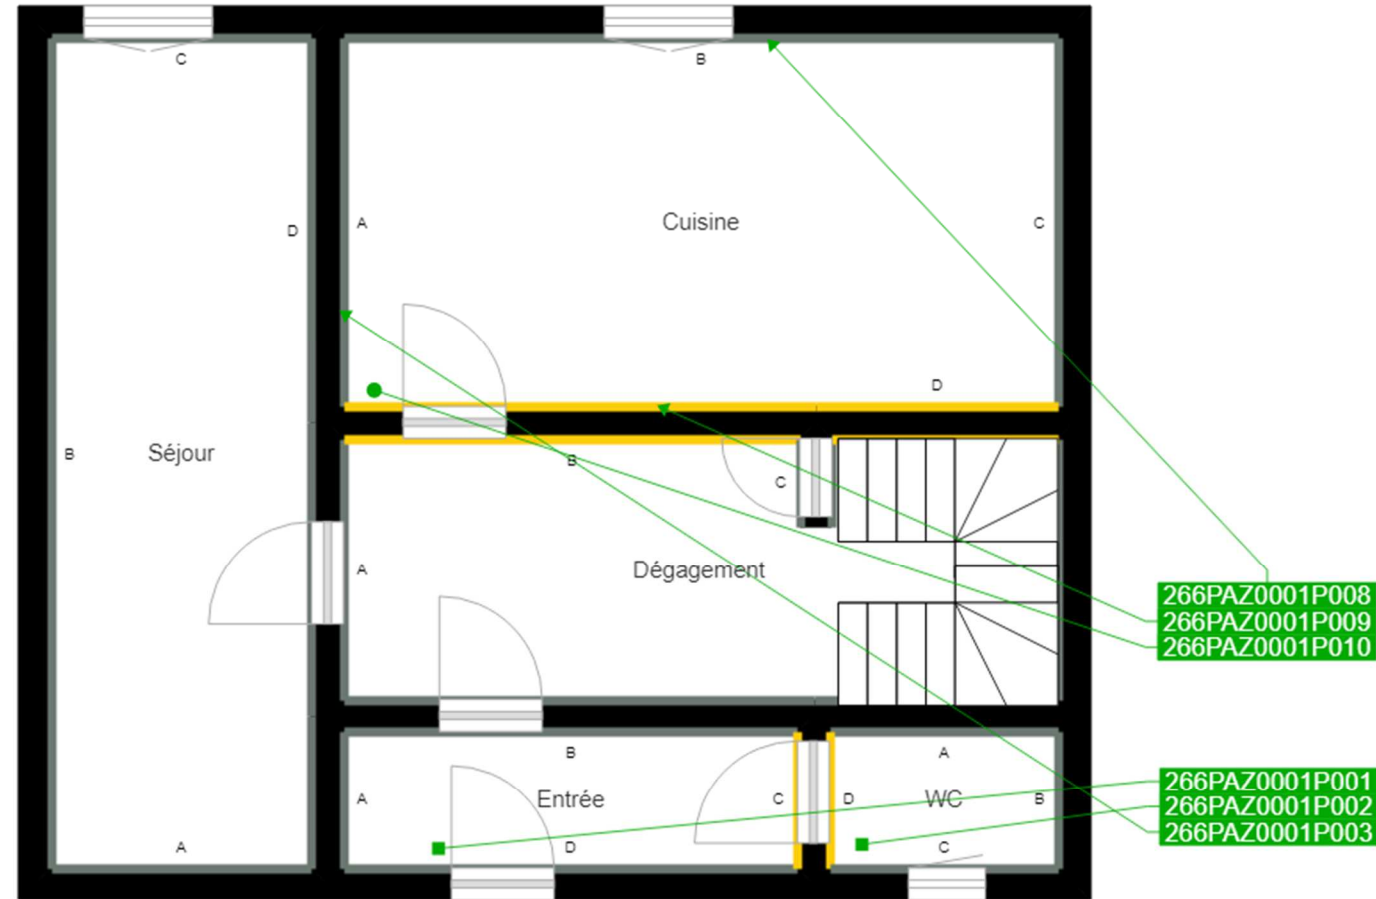 C
B
D
A
Cuisine
C
D
B
Séjour
B
C
A
Dégagement
266PAZ0001P008
266PAZ0001P009
266PAZ0001P010
B
A
A
Entrée
C
D
WC
B
266PAZ0001P001
266PAZ0001P002
266PAZ0001P003
A
D
C